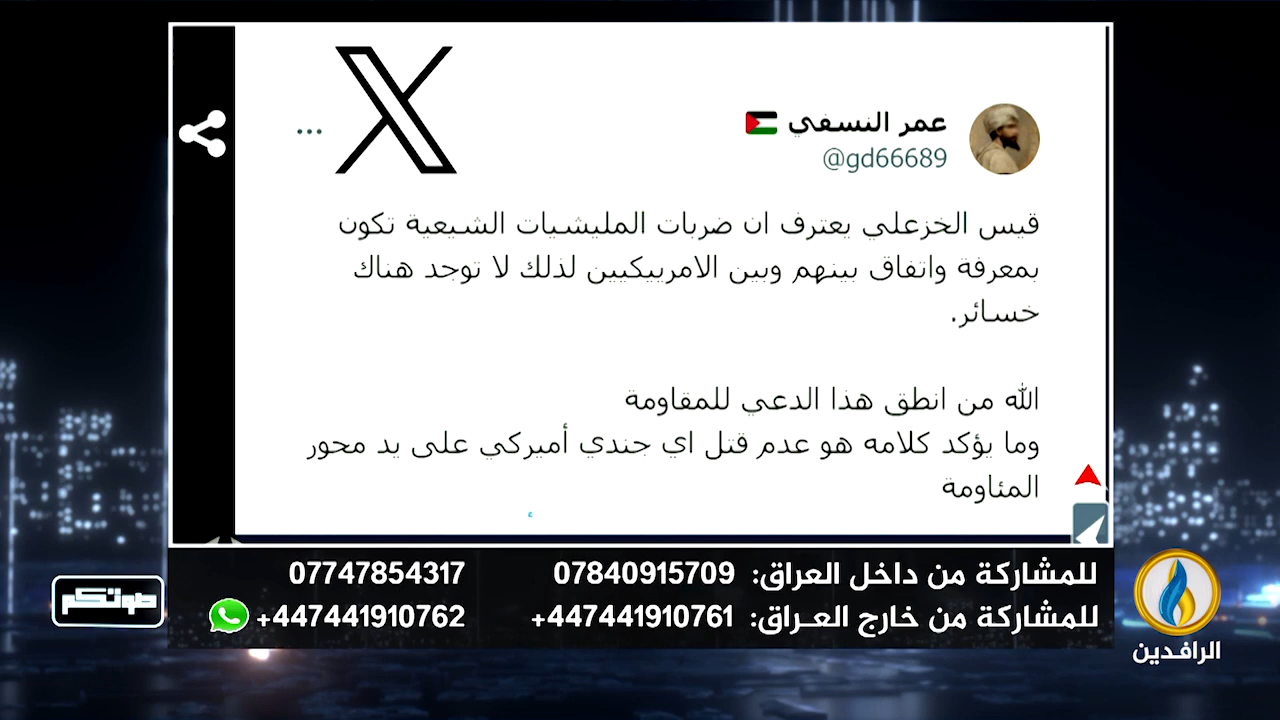 عمر النسفي
@gd66689
قيس الخزعلي يعترف ان ضربات المليشيات الشيعية تكون
بمعرفة واتفاق بينهم وبين الامرييكيين لذلك لا توجد هناك
خسائر.
الله من انطق هذا الدعي للمقاومة
وما يؤكد كلامه هو عدم قتل اي جندي أميركي على يد محور
المئاومة
للمشاركة من داخل العراق: 07840915709 07747854317
للمشاركة من خارج العراق: +447441910761 +447441910762
صوتكم
الرافدين